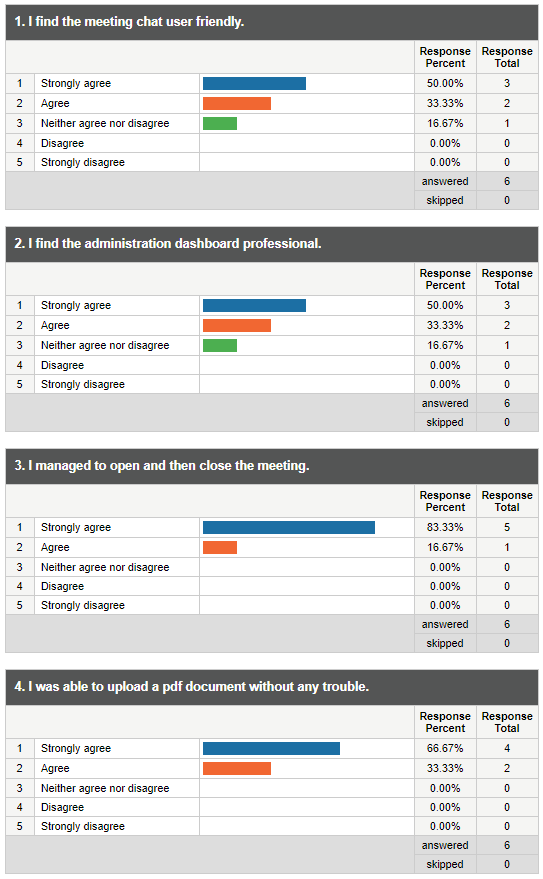 1. I find the meeting chat user friendly.
Response Percent Response Total
1 Strongly agree 50.00% 3
2 Agree 33.33% 2
3 Neither agree nor disagree 16.67% 1
4 Disagree 0.00% 0
5 Strongly disagree 0.00% 0
answered 6
skipped 0
2. I find the administration dashboard professional.
Response Percent Response Total
1 Strongly agree 50.00% 3
2 Agree 33.33% 2
3 Neither agree nor disagree 16.67% 1
4 Disagree 0.00% 0
5 Strongly disagree 0.00% 0
answered 6
skipped 0
3. I managed to open and then close the meeting.
Response Percent Response Total
1 Strongly agree 83.33% 5
2 Agree 16.67% 1
3 Neither agree nor disagree 0.00% 0
4 Disagree 0.00% 0
5 Strongly disagree 0.00% 0
answered 6
skipped 0
4. I was able to upload a pdf document without any trouble.
Response Percent Response Total
1 Strongly agree 66.67% 4
2 Agree 33.33% 2
3 Neither agree nor disagree 0.00% 0
4 Disagree 0.00% 0
5 Strongly disagree 0.00% 0
answered 6
skipped 0